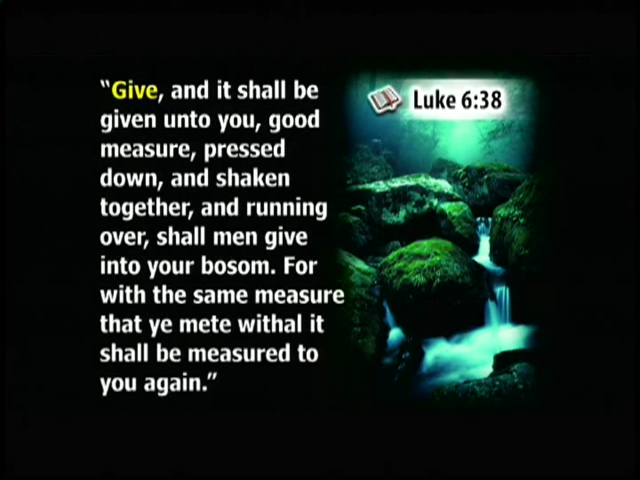 “Give, and it shall be
given unto you, good
measure, pressed
down, and shaken
together, and running
over, shall men give
into your bosom. For
with the same measure
that ye mete withal it
shall be measured to
you again.”
Luke 6:38